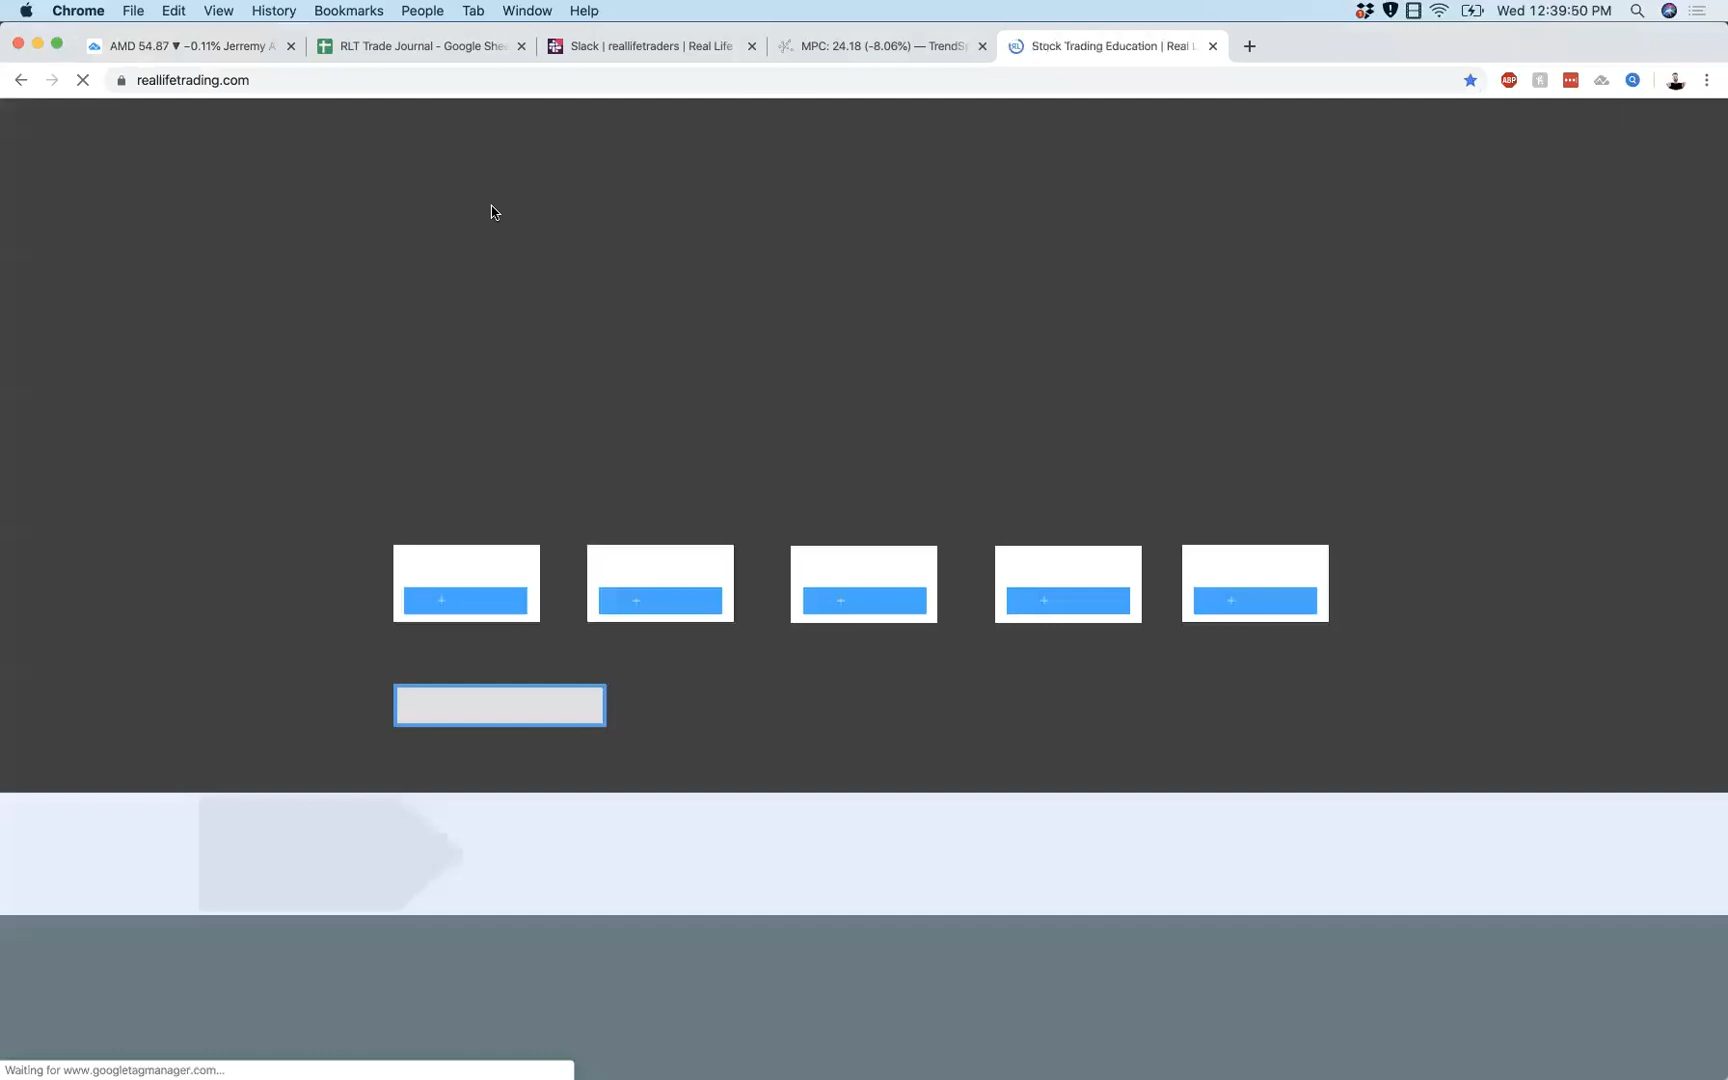 Chrome File Edit View History Bookmarks People Tab Window Help Wed 12:39:50 PM
AMD 54.87 ▼ −0.11% Jerremy A RLT Trade Journal - Google She Slack | reallifetraders | Real Life MPC: 24.18 (-8.06%) — TrendSp Stock Trading Education | Real L
reallifetrading.com ABP
Waiting for www.googletagmanager.com...